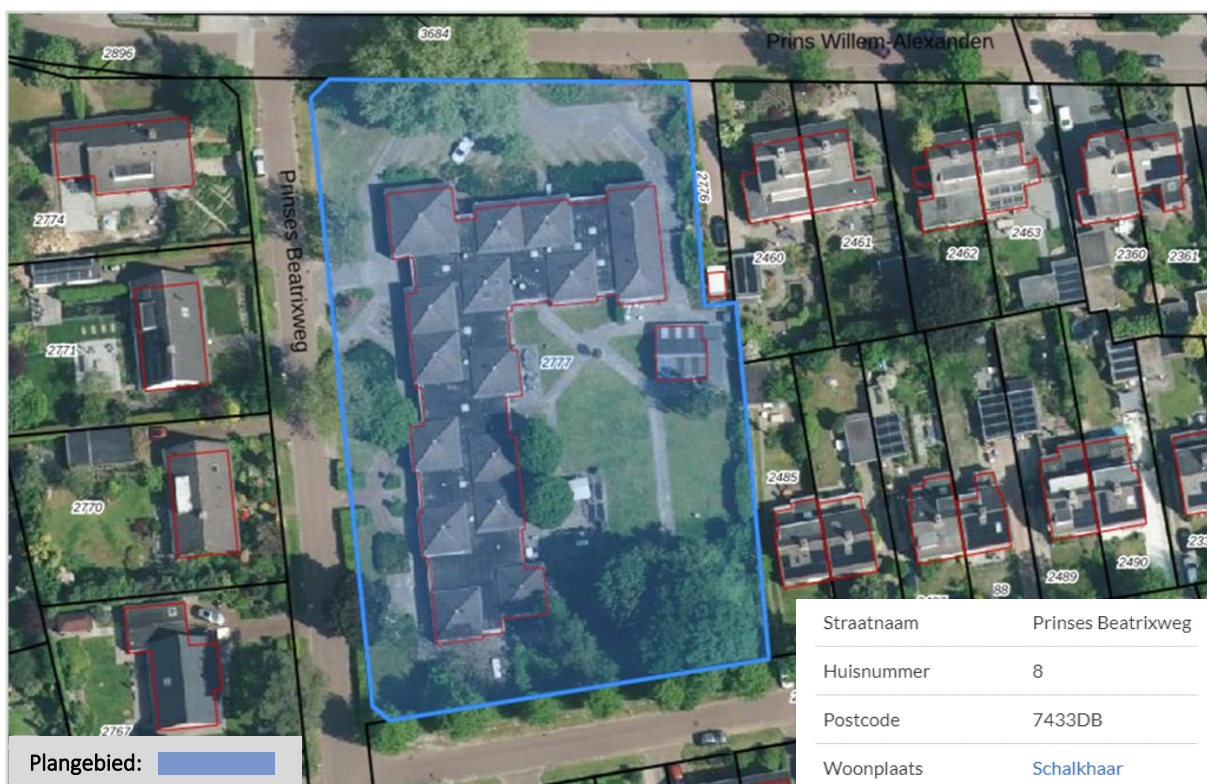 3684
2896
Prins Willem-Alexanden
2774
Prinses Beatrixweg
2776
2460
2461
2462
2463
2360
2361
2771
2777
2770
2485
88
2489
2490
2767
Straatnaam Prinses Beatrixweg
Huisnummer 8
Postcode 7433DB
Woonplaats Schalkhaar
Plangebied: